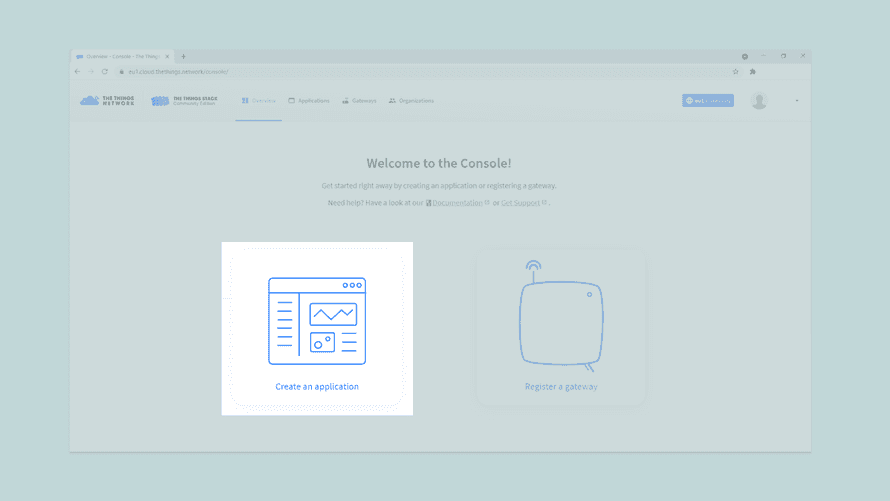 Overview - Console - The Thing
eu1.cloud.thethings.network/console/
THE THINGS
NETWORK
THE THINGS STACK
Community Edition
Overview
Applications
Gateways
Organizations
eu1
Welcome to the Console!
Get started right away by creating an application or registering a gateway.
Need help? Have a look at our Documentation or Get Support .
Create an application
Register a gateway